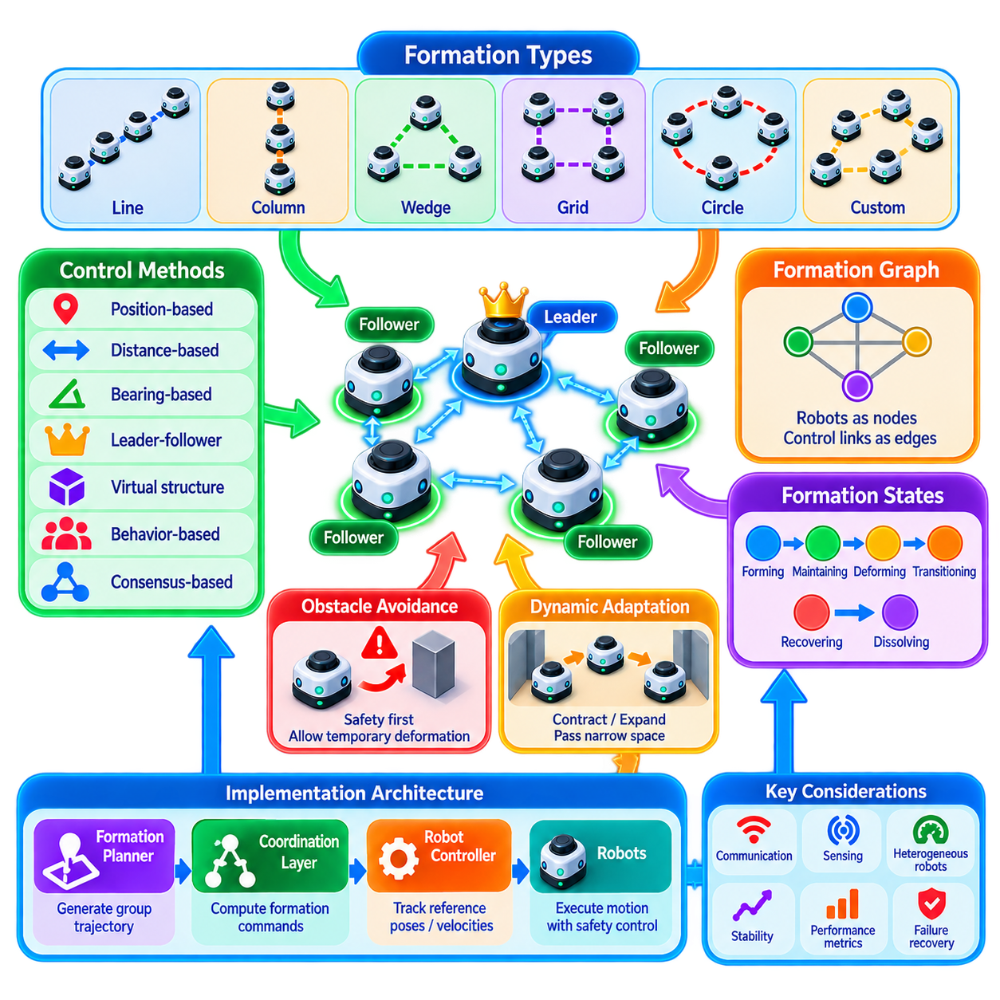 Formation Types
Line
Column
Wedge
Grid
Circle
Custom
Control Methods
Position-based
Distance-based
Bearing-based
Leader-follower
Virtual structure
Behavior-based
Consensus-based
Leader
Follower
Follower
Follower
Follower
Formation Graph
Robots as nodes
Control links as edges
Formation States
Forming
Maintaining
Deforming
Transitioning
Recovering
Dissolving
Obstacle Avoidance
Safety first
Allow temporary deformation
Dynamic Adaptation
Contract / Expand
Pass narrow space
Implementation Architecture
Formation
Planner
Generate group
trajectory
Coordination
Layer
Compute formation
commands
Robot
Controller
Track reference
poses / velocities
Robots
Execute motion
with safety control
Key Considerations
Communication
Sensing
Heterogeneous
robots
Stability
Performance
metrics
Failure
recovery